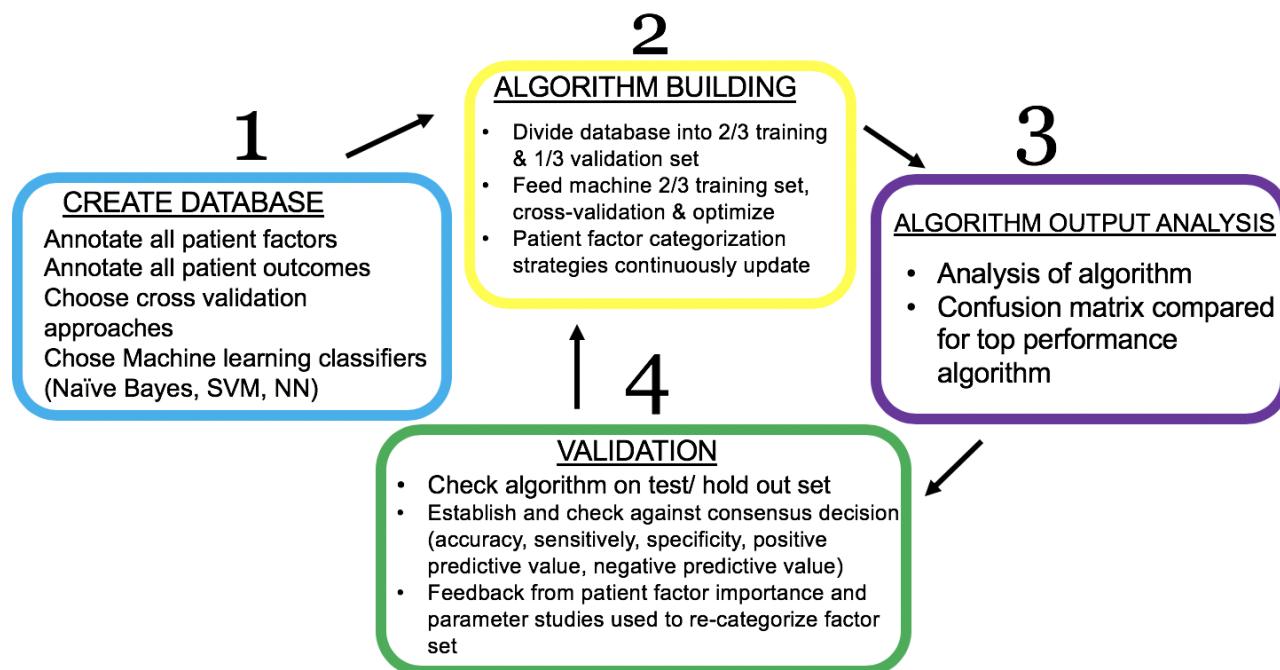 1
CREATE DATABASE
Annotate all patient factors
Annotate all patient outcomes
Choose cross validation
approaches
Chose Machine learning classifiers
(Naïve Bayes, SVM, NN)
2
ALGORITHM BUILDING
• Divide database into 2/3 training
& 1/3 validation set
• Feed machine 2/3 training set,
cross-validation & optimize
• Patient factor categorization
strategies continuously update
3
ALGORITHM OUTPUT ANALYSIS
• Analysis of algorithm
• Confusion matrix compared
for top performance
algorithm
4
VALIDATION
• Check algorithm on test/ hold out set
• Establish and check against consensus decision
(accuracy, sensitively, specificity, positive
predictive value, negative predictive value)
• Feedback from patient factor importance and
parameter studies used to re-categorize factor
set